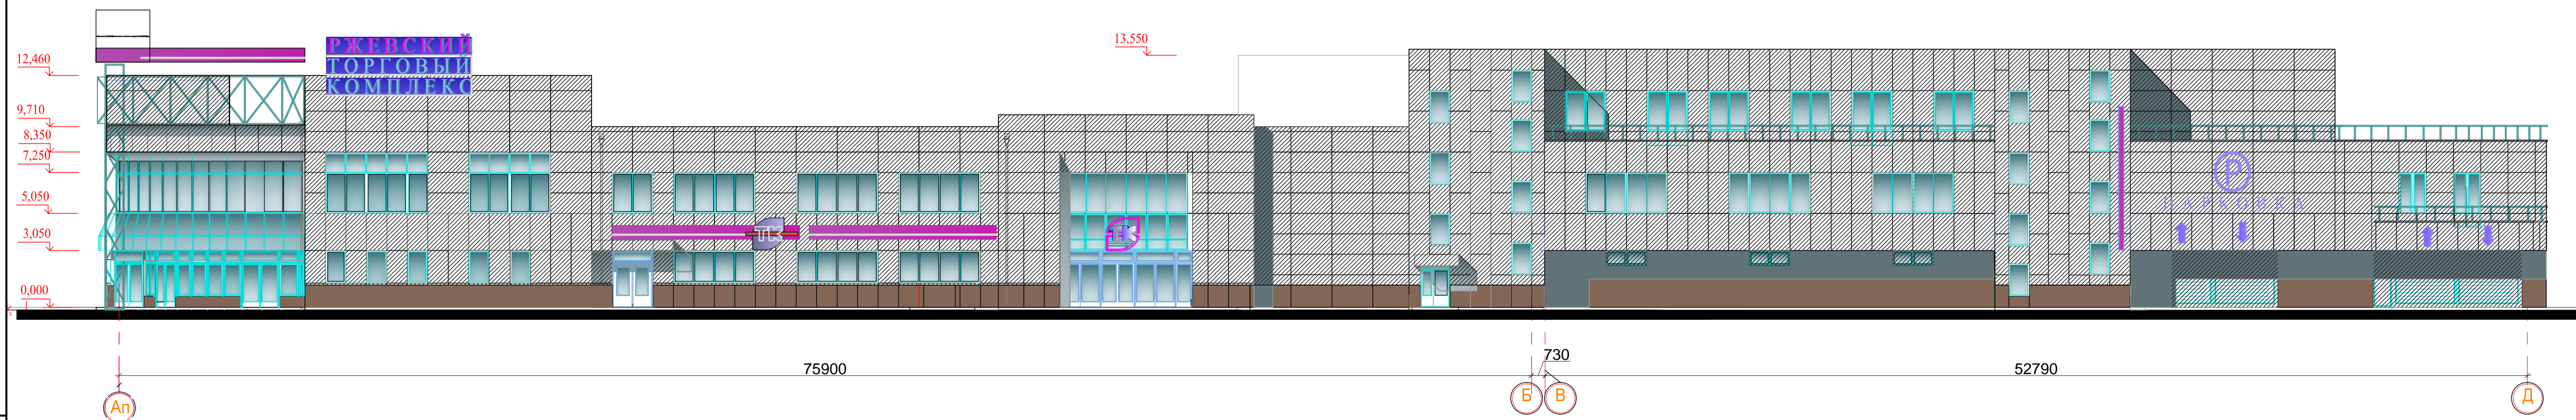 РЖЕВСКИЙ
ТОРГОВЫЙ
КОМПЛЕКС
13,550
12,460
9,710
8,350
7,250
5,050
3,050
0,000
ПАРКОВКА
Р
75900
730
52790
Ап
Б
В
Д